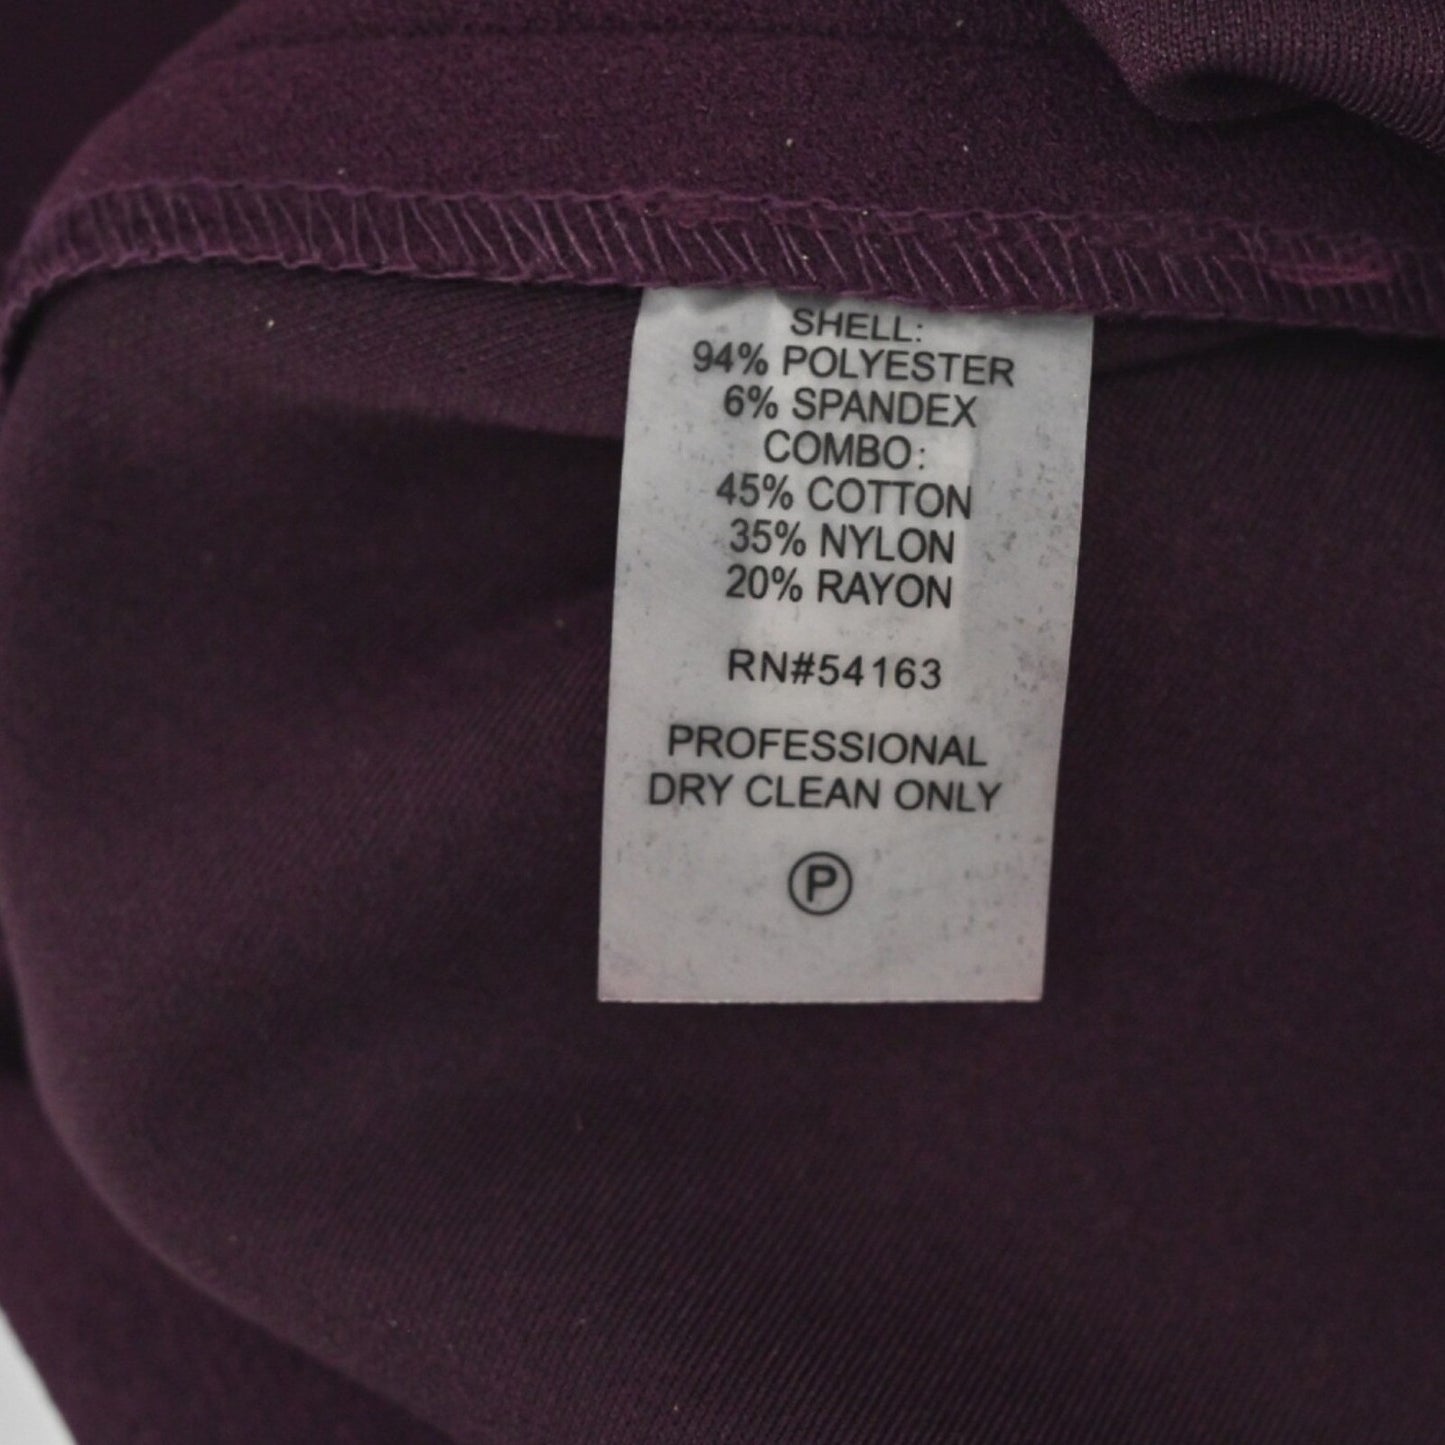 SHELL:
94% POLYESTER
6% SPANDEX
COMBO:
45% COTTON
35% NYLON
20% RAYON
RN#54163
PROFESSIONAL
DRY CLEAN ONLY
P